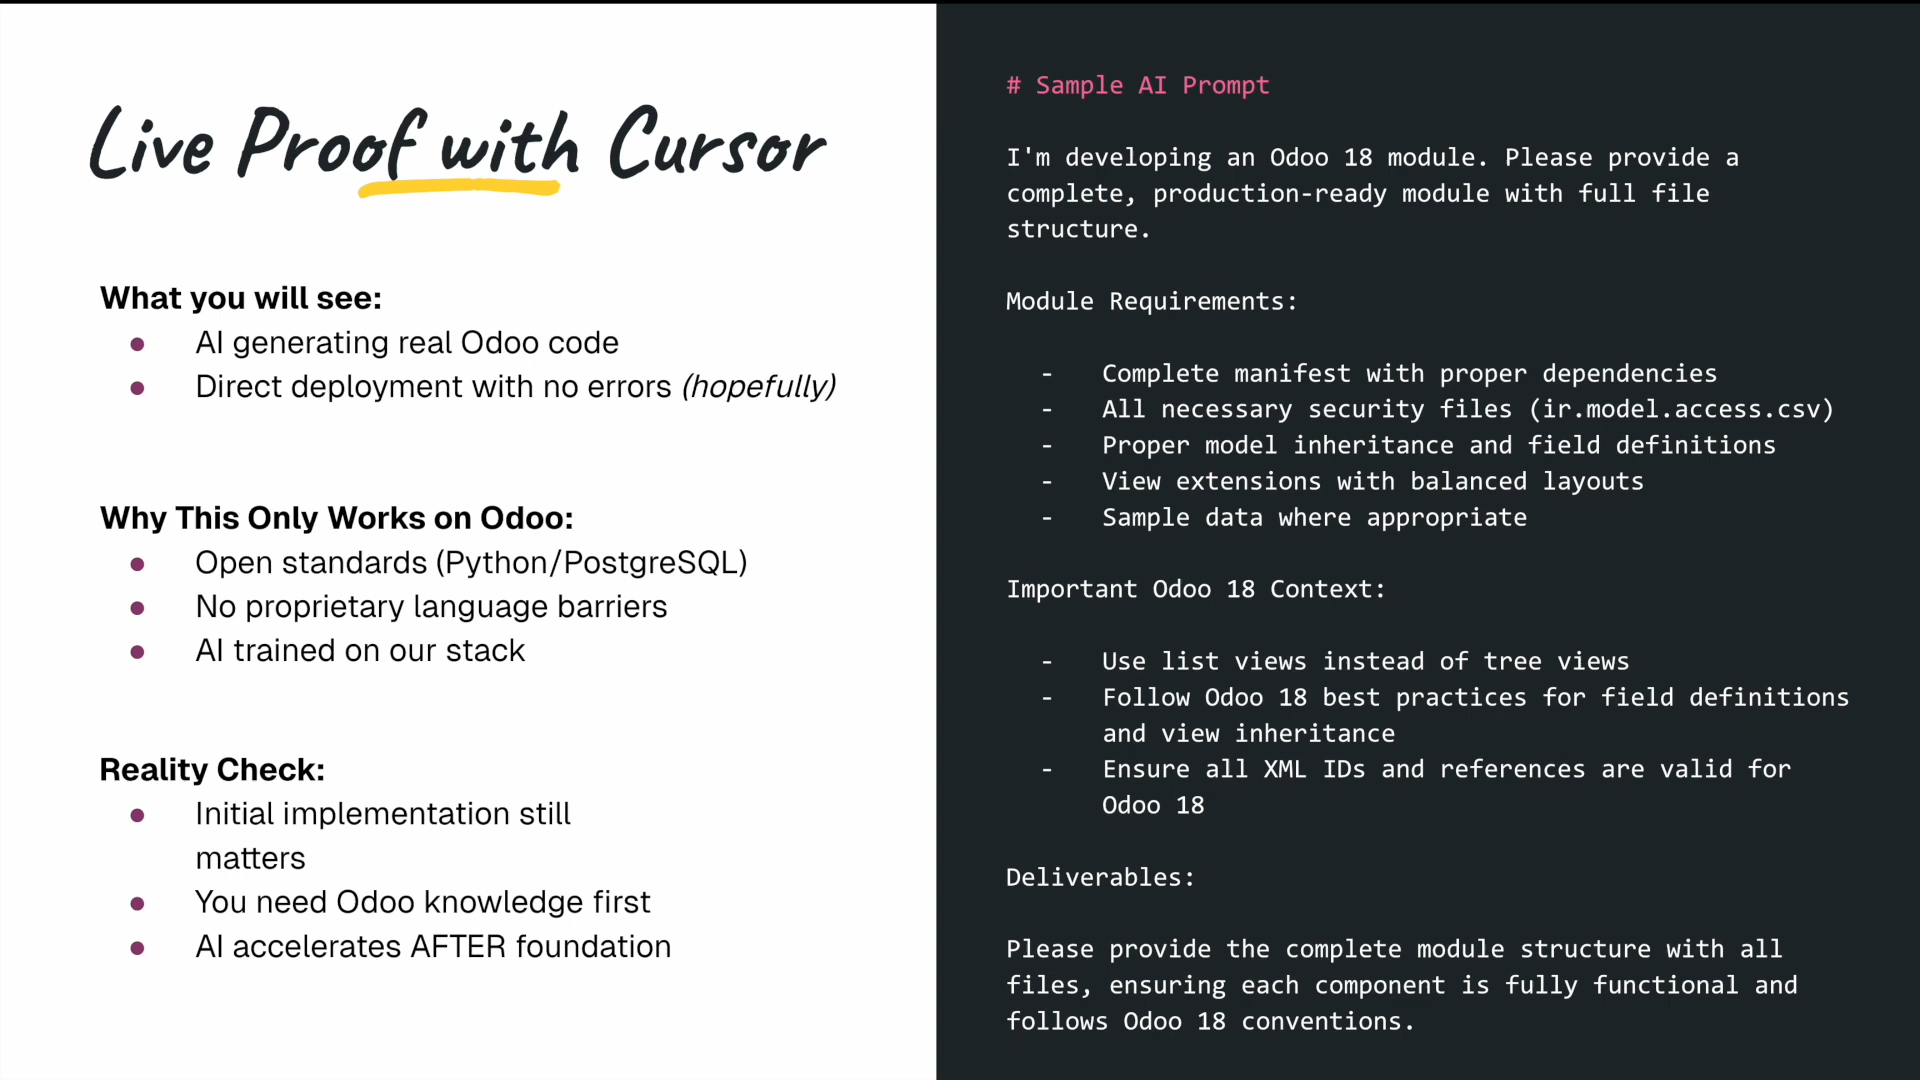 Live Proof with Cursor
What you will see:
● AI generating real Odoo code
● Direct deployment with no errors (hopefully)
Why This Only Works on Odoo:
● Open standards (Python/PostgreSQL)
● No proprietary language barriers
● AI trained on our stack
Reality Check:
● Initial implementation still
matters
● You need Odoo knowledge first
● AI accelerates AFTER foundation
# Sample AI Prompt
I'm developing an Odoo 18 module. Please provide a
complete, production-ready module with full file
structure.
Module Requirements:
- Complete manifest with proper dependencies
- All necessary security files (ir.model.access.csv)
- Proper model inheritance and field definitions
- View extensions with balanced layouts
- Sample data where appropriate
Important Odoo 18 Context:
- Use list views instead of tree views
- Follow Odoo 18 best practices for field definitions
and view inheritance
- Ensure all XML IDs and references are valid for
Odoo 18
Deliverables:
Please provide the complete module structure with all
files, ensuring each component is fully functional and
follows Odoo 18 conventions.